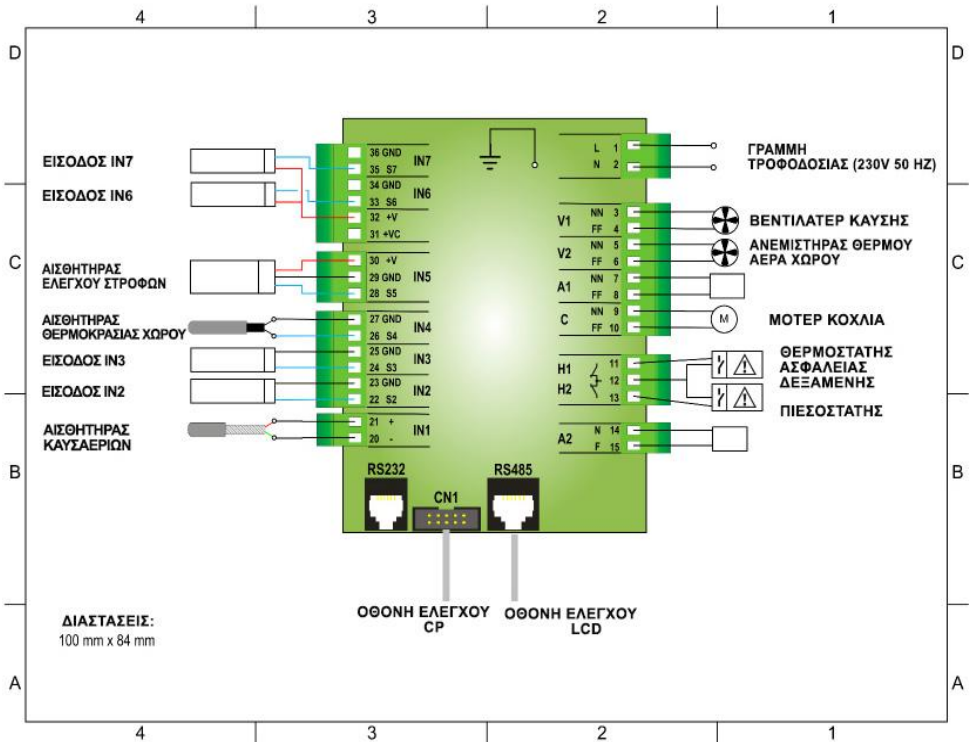 4 3 2 1
D D
C C
B B
A A
4 3 2 1
ΕΙΣΟΔΟΣ IN7
ΕΙΣΟΔΟΣ IN6
ΑΙΣΘΗΤΗΡΑΣ
ΕΛΕΓΧΟΥ ΣΤΡΟΦΩΝ
ΑΙΣΘΗΤΗΡΑΣ
ΘΕΡΜΟΚΡΑΣΙΑΣ ΧΩΡΟΥ
ΕΙΣΟΔΟΣ IN3
ΕΙΣΟΔΟΣ IN2
ΑΙΣΘΗΤΗΡΑΣ
ΚΑΥΣΑΕΡΙΩΝ
36 GND
IN7
35 S7
34 GND
IN6
33 S6
32 +V
31 +VC
30 +V
29 GND
IN5
28 S5
27 GND
IN4
26 S4
25 GND
IN3
24 S3
23 GND
IN2
22 S2
21 +
IN1
20 -
L 1
N 2
V1
NN 3
FF 4
V2
NN 5
FF 6
A1
NN 7
FF 8
C
NN 9
FF 10
H1
11
12
H2
13
A2
N 14
F 15
ΓΡΑΜΜΗ
ΤΡΟΦΟΔΟΣΙΑΣ (230V 50 HZ)
ΒΕΝΤΙΛΑΤΕΡ ΚΑΥΣΗΣ
ΑΝΕΜΙΣΤΗΡΑΣ ΘΕΡΜΟΥ
ΑΕΡΑ ΧΩΡΟΥ
M
ΜΟΤΕΡ ΚΟΧΛΙΑ
ΘΕΡΜΟΣΤΑΤΗΣ
ΑΣΦΑΛΕΙΑΣ
ΔΕΞΑΜΕΝΗΣ
ΠΙΕΣΟΣΤΑΤΗΣ
RS232
CN1
RS485
ΟΘΟΝΗ ΕΛΕΓΧΟΥ
CP
ΟΘΟΝΗ ΕΛΕΓΧΟΥ
LCD
ΔΙΑΣΤΑΣΕΙΣ:
100 mm x 84 mm